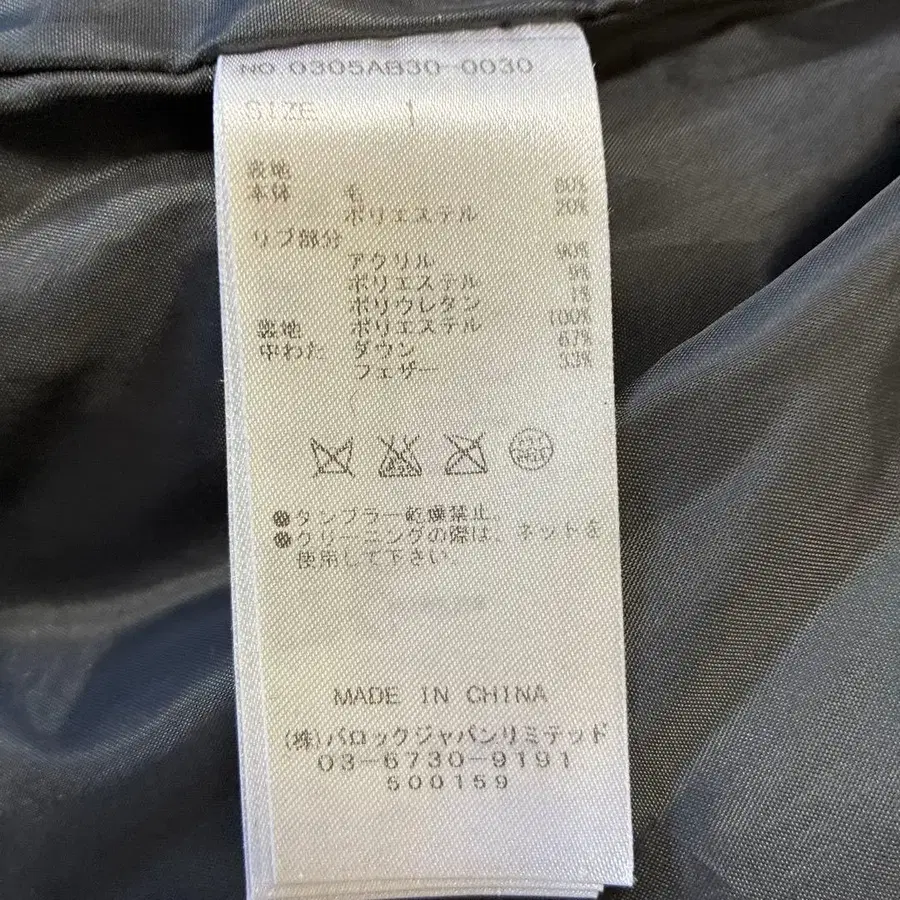 NO 0305AB30-0030
SIZE 1
表地
本体 毛 80%
ポリエステル 20%
リブ部分
アクリル 90%
ポリエステル 9%
ポリウレタン 1%
裏地 ポリエステル 100%
中わた ダウン 67%
フェザー 33%
●タンブラー乾燥禁止。
●クリーニングの際は、ネットを
使用して下さい。
MADE IN CHINA
(株)バロックジャパンリミテッド
03-6730-9191
500159